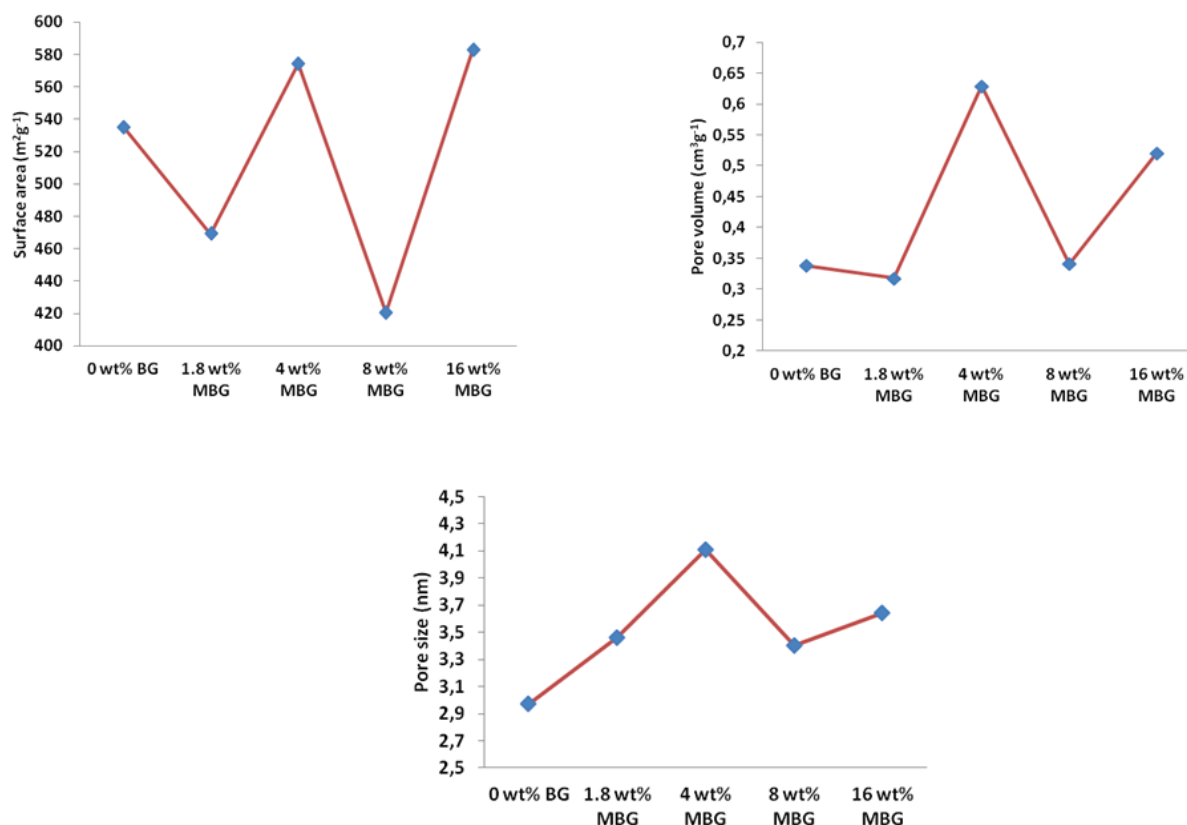 600
580
560
540
520
500
480
460
440
420
400
Surface area (m²g⁻¹)
0 wt% BG
1.8 wt% MBG
4 wt% MBG
8 wt% MBG
16 wt% MBG
0,7
0,65
0,6
0,55
0,5
0,45
0,4
0,35
0,3
0,25
0,2
Pore volume (cm³g⁻¹)
0 wt% BG
1.8 wt% MBG
4 wt% MBG
8 wt% MBG
16 wt% MBG
4,5
4,3
4,1
3,9
3,7
3,5
3,3
3,1
2,9
2,7
2,5
Pore size (nm)
0 wt% BG
1.8 wt% MBG
4 wt% MBG
8 wt% MBG
16 wt% MBG